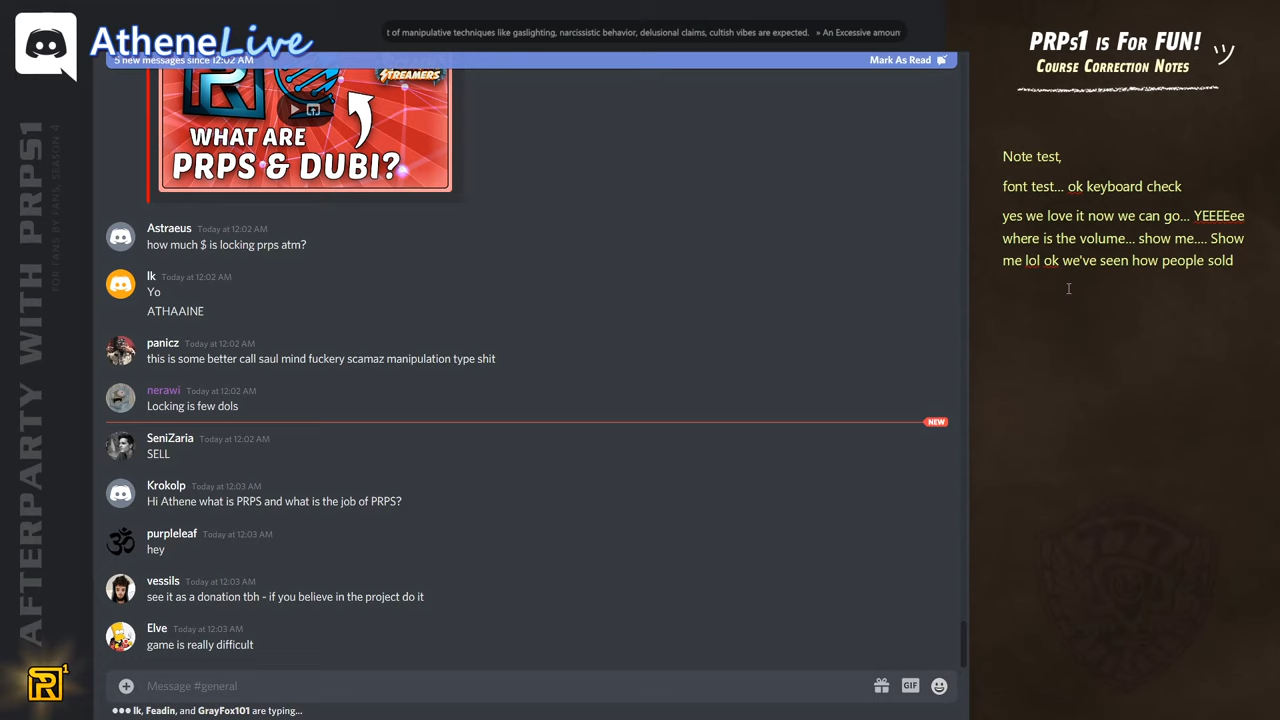 AtheneLive
t of manipulative techniques like gaslighting, narcissistic behavior, delusional claims, cultish vibes are expected. » An Excessive amoun
PRPs1 is For FUN!
Course Correction Notes
ツ
5 new messages since 12:02 AM
Mark As Read
STREAMERS
WHAT ARE
PRPS & DUBI?
Astraeus Today at 12:02 AM
how much $ is locking prps atm?
lk Today at 12:02 AM
Yo
ATHAAINE
panicz Today at 12:02 AM
this is some better call saul mind fuckery scamaz manipulation type shit
nerawi Today at 12:02 AM
Locking is few dols
NEW
SeniZaria Today at 12:02 AM
SELL
Krokolp Today at 12:03 AM
Hi Athene what is PRPS and what is the job of PRPS?
purpleleaf Today at 12:03 AM
hey
vessils Today at 12:03 AM
see it as a donation tbh - if you believe in the project do it
Elve Today at 12:03 AM
game is really difficult
Message #general
GIF
lk, Feadin, and GrayFox101 are typing...
Note test,
font test... ok keyboard check
yes we love it now we can go... YEEEEee
where is the volume... show me.... Show
me lol ok we've seen how people sold
AFTERPARTY WITH PRPS1
FOR FANS BY FANS, SEASON 4
R1